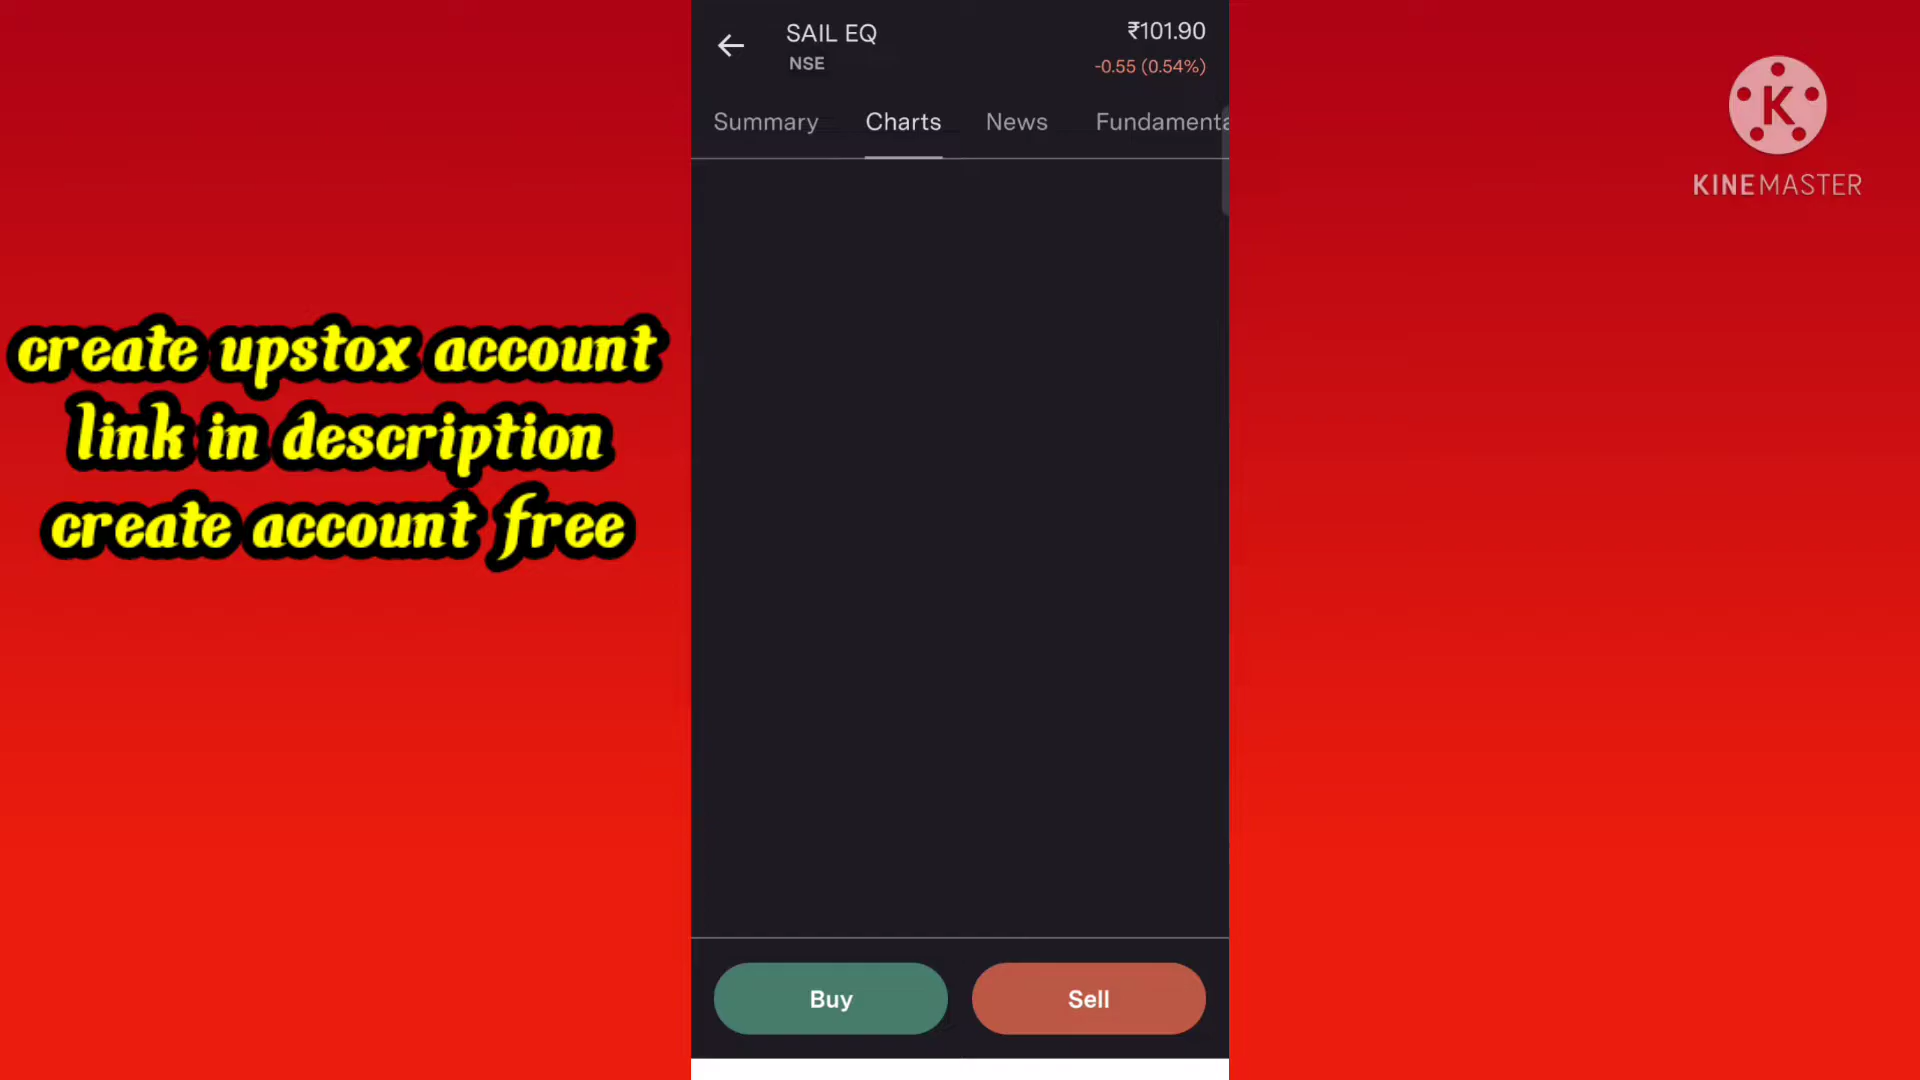 SAIL EQ
NSE
₹101.90
-0.55 (0.54%)
Summary Charts News Fundamenta
K
KINEMASTER
create upstox account
link in description
create account free
Buy Sell